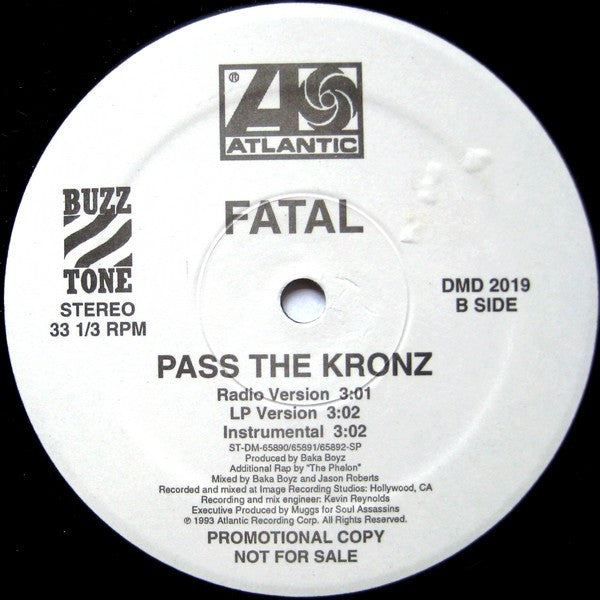 ®
ATLANTIC
BUZZ
TONE
FATAL
STEREO
33 1/3 RPM
DMD 2019
B SIDE
PASS THE KRONZ
Radio Version 3:01
LP Version 3:02
Instrumental 3:02
ST-DM-65890/65891/65892-SP
Produced by Baka Boyz
Additional Rap by "The Phelon"
Mixed by Baka Boyz and Jason Roberts
Recorded and mixed at Image Recording Studios: Hollywood, CA
Recording and mix engineer: Kevin Reynolds
Executive Produced by Muggs for Soul Assassins
℗ 1993 Atlantic Recording Corp. All Rights Reserved.
PROMOTIONAL COPY
NOT FOR SALE